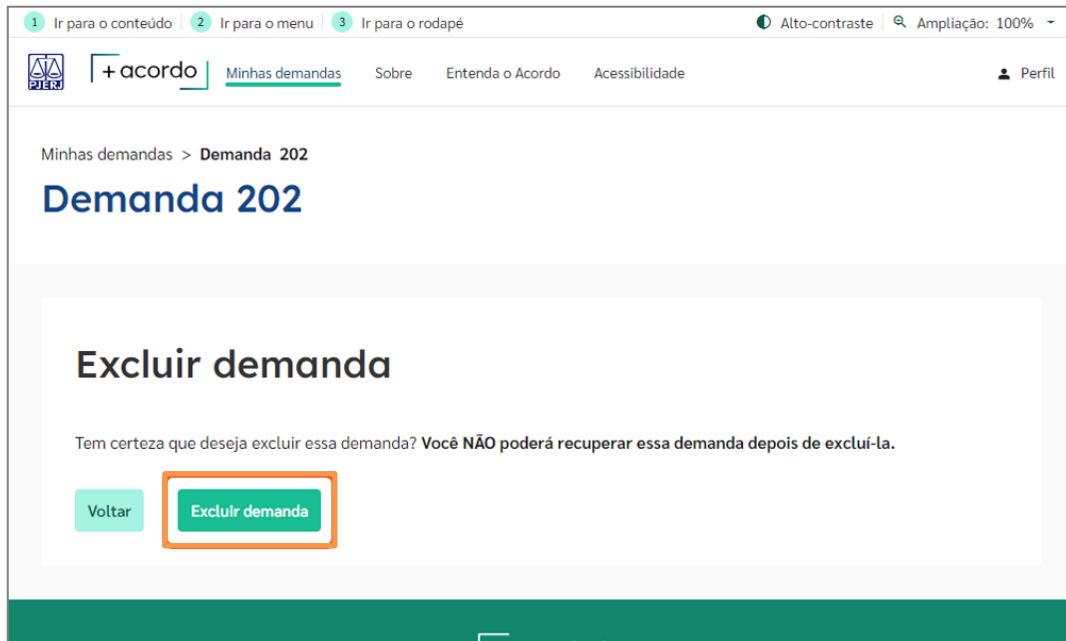 1 Ir para o conteúdo 2 Ir para o menu 3 Ir para o rodapé Alto-contraste Ampliação: 100%
PJERJ +acordo Minhas demandas Sobre Entenda o Acordo Acessibilidade Perfil
Minhas demandas > Demanda 202
Demanda 202
Excluir demanda
Tem certeza que deseja excluir essa demanda? Você NÃO poderá recuperar essa demanda depois de excluí-la.
Voltar Excluir demanda